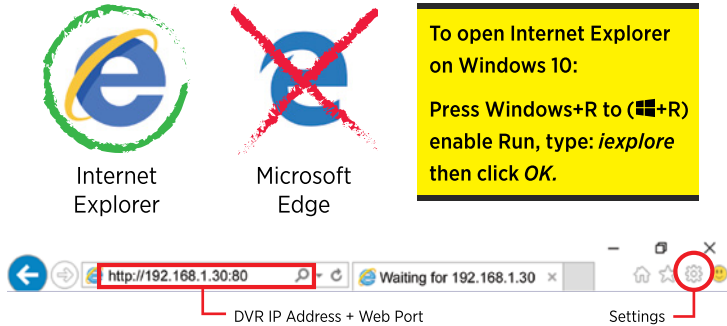 Internet
Explorer
Microsoft
Edge
To open Internet Explorer
on Windows 10:
Press Windows+R to (+R)
enable Run, type: iexplore
then click OK.
http://192.168.1.30:80
Waiting for 192.168.1.30
DVR IP Address + Web Port
Settings